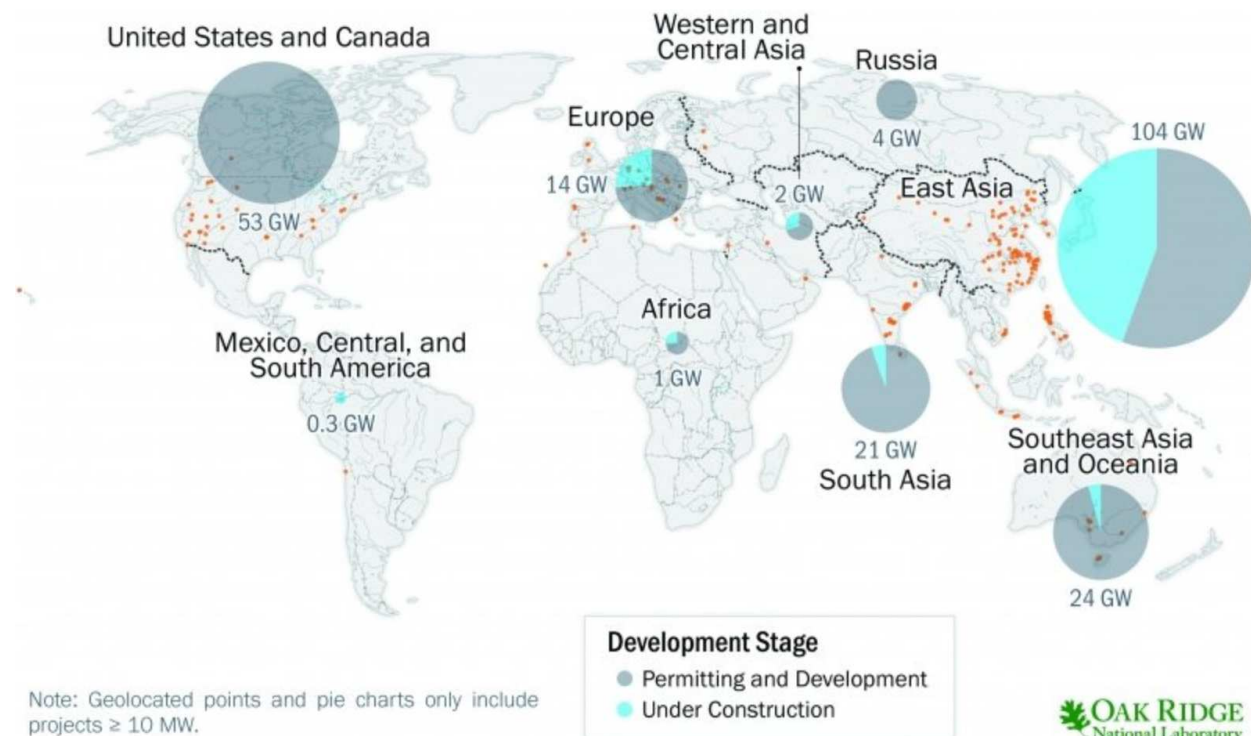 United States and Canada
53 GW
Western and
Central Asia
2 GW
Russia
4 GW
Europe
14 GW
East Asia
104 GW
Africa
1 GW
Mexico, Central, and
South America
0.3 GW
21 GW
South Asia
Southeast Asia
and Oceania
24 GW
Development Stage
Permitting and Development
Under Construction
Note: Geolocated points and pie charts only include
projects ≥ 10 MW.
OAK RIDGE
National Laboratory